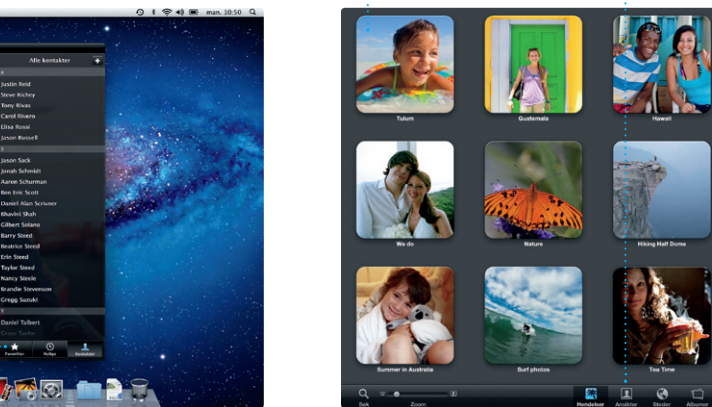 man. 10:50
Alle kontakter
R
Justin Reid
Steve Richey
Tony Rivas
Carol Rivero
Elisa Rossi
Jason Russell
S
Jason Sack
Jonah Schmidt
Aaron Schurman
Ben Eric Scott
Daniel Alan Scrivner
Bhavini Shah
Gilbert Solano
Barry Steed
Beatrice Steed
Erin Steed
Taylor Steed
Nancy Steele
Brandie Stevenson
Gregg Suzuki
T
Daniel Talbert
Grace Taylor
Favoritter Nylige Kontakter
Tulum Guatemala Hawaii
We do Nature Hiking Half Dome
Summer in Australia Surf photos Tea Time
Søk Zoom Hendelser Ansikter Steder Albumer